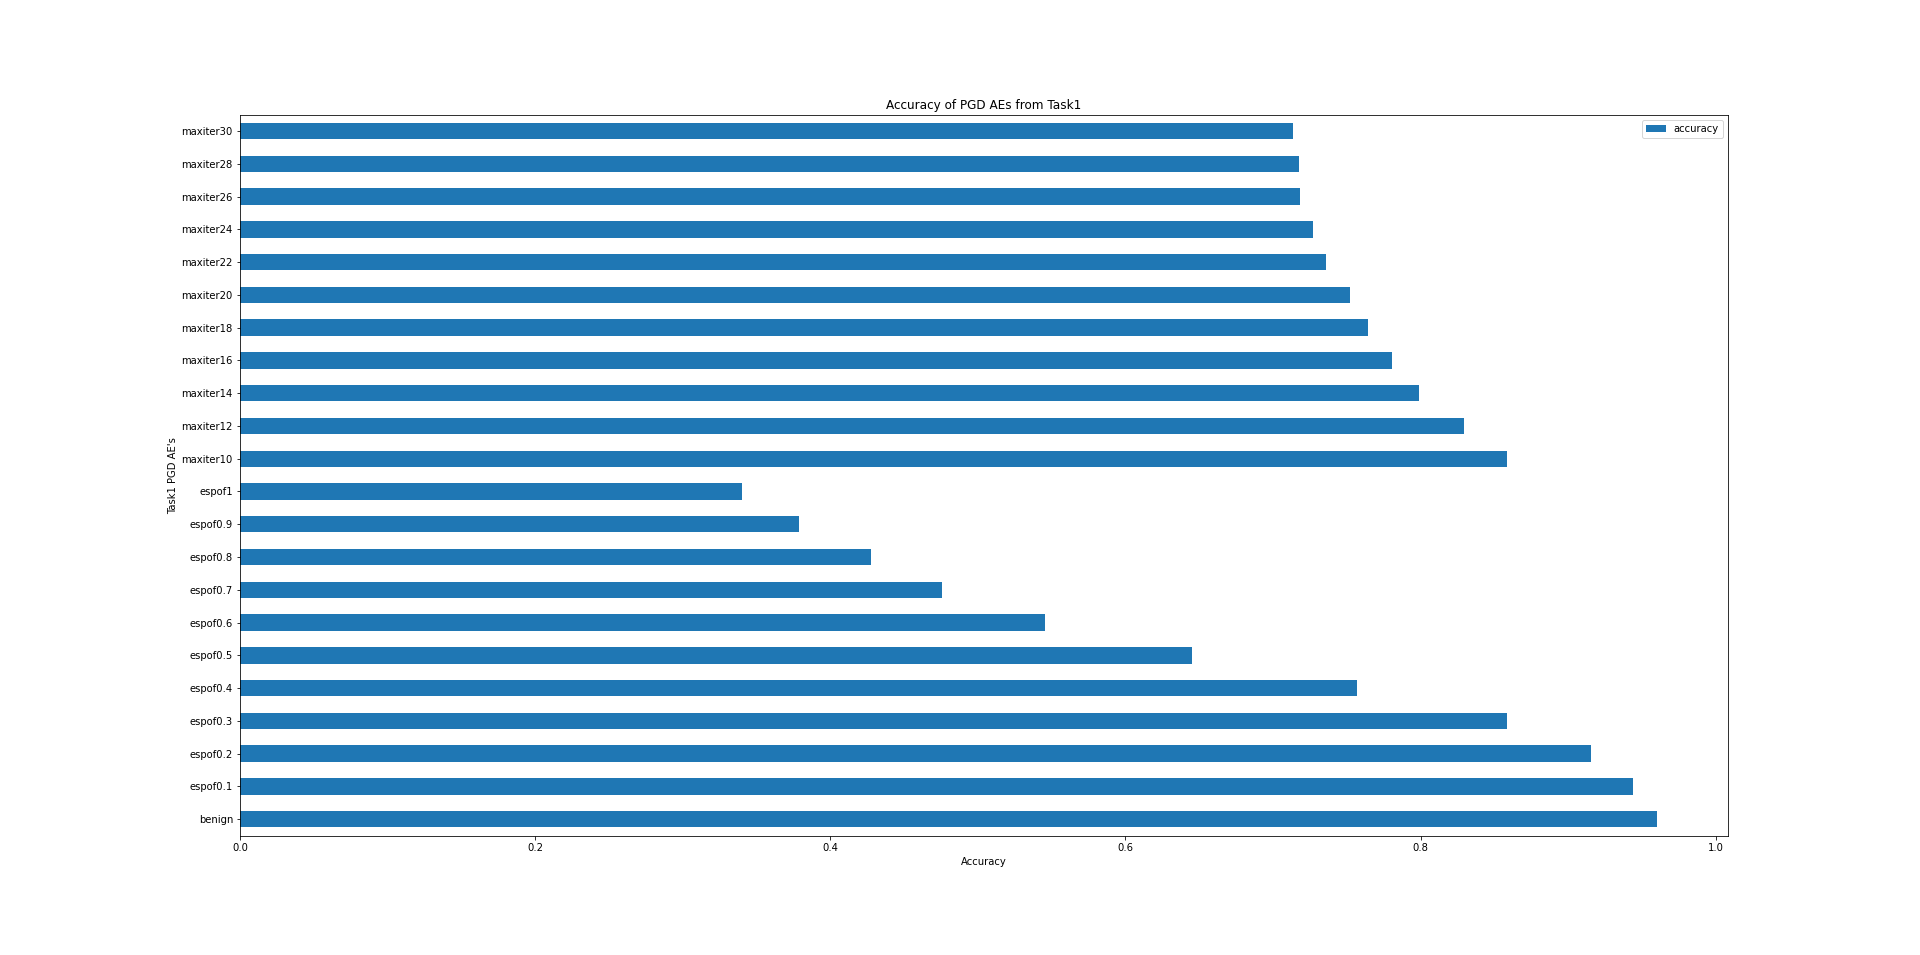 Accuracy of PGD AEs from Task1
accuracy
maxiter30
maxiter28
maxiter26
maxiter24
maxiter22
maxiter20
maxiter18
maxiter16
maxiter14
maxiter12
maxiter10
espof1
espof0.9
espof0.8
espof0.7
espof0.6
espof0.5
espof0.4
espof0.3
espof0.2
espof0.1
benign
Task1 PGD AE's
0.0 0.2 0.4 0.6 0.8 1.0
Accuracy